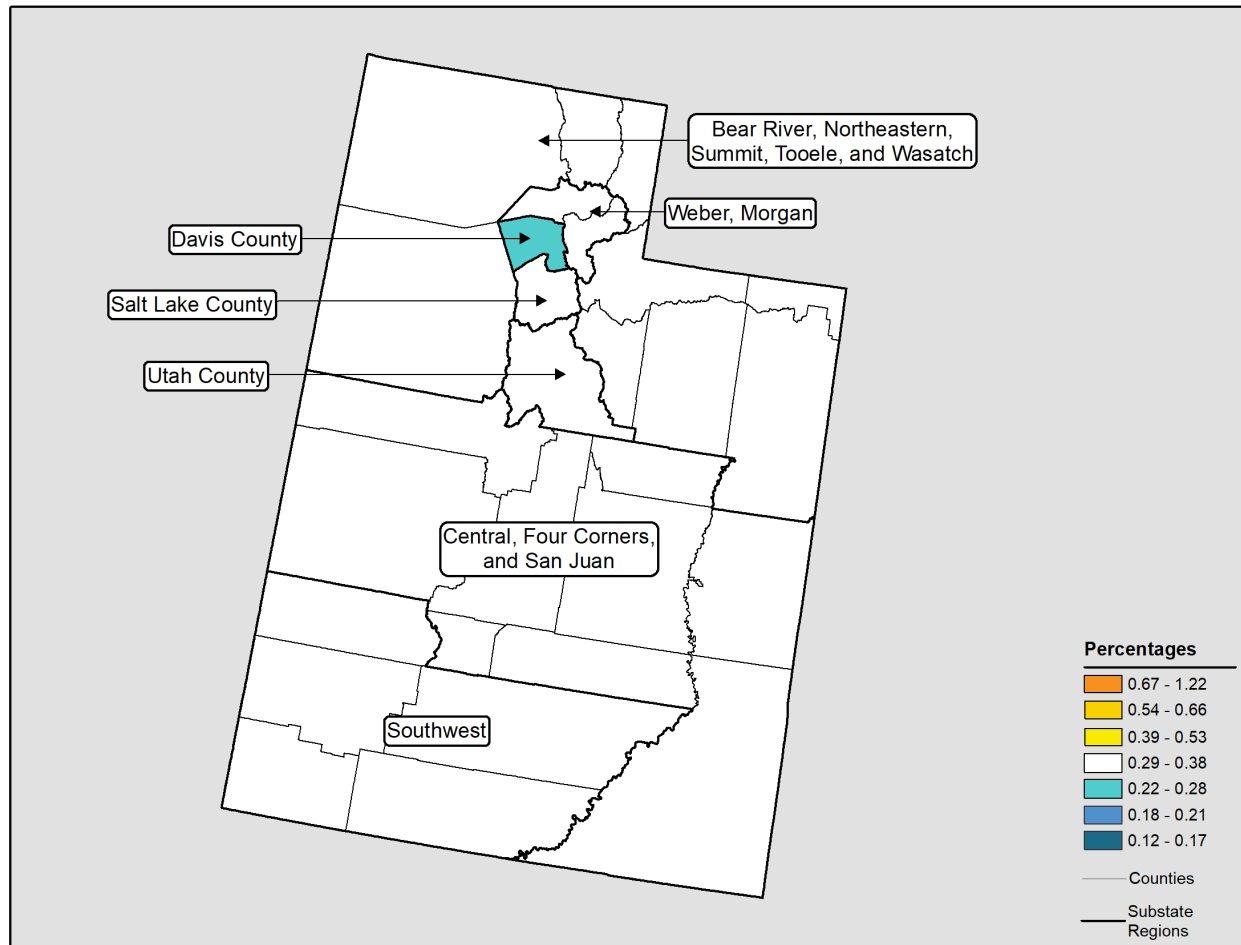 Bear River, Northeastern,
Summit, Tooele, and Wasatch
Weber, Morgan
Davis County
Salt Lake County
Utah County
Central, Four Corners,
and San Juan
Southwest
Percentages
0.67 - 1.22
0.54 - 0.66
0.39 - 0.53
0.29 - 0.38
0.22 - 0.28
0.18 - 0.21
0.12 - 0.17
Counties
Substate
Regions